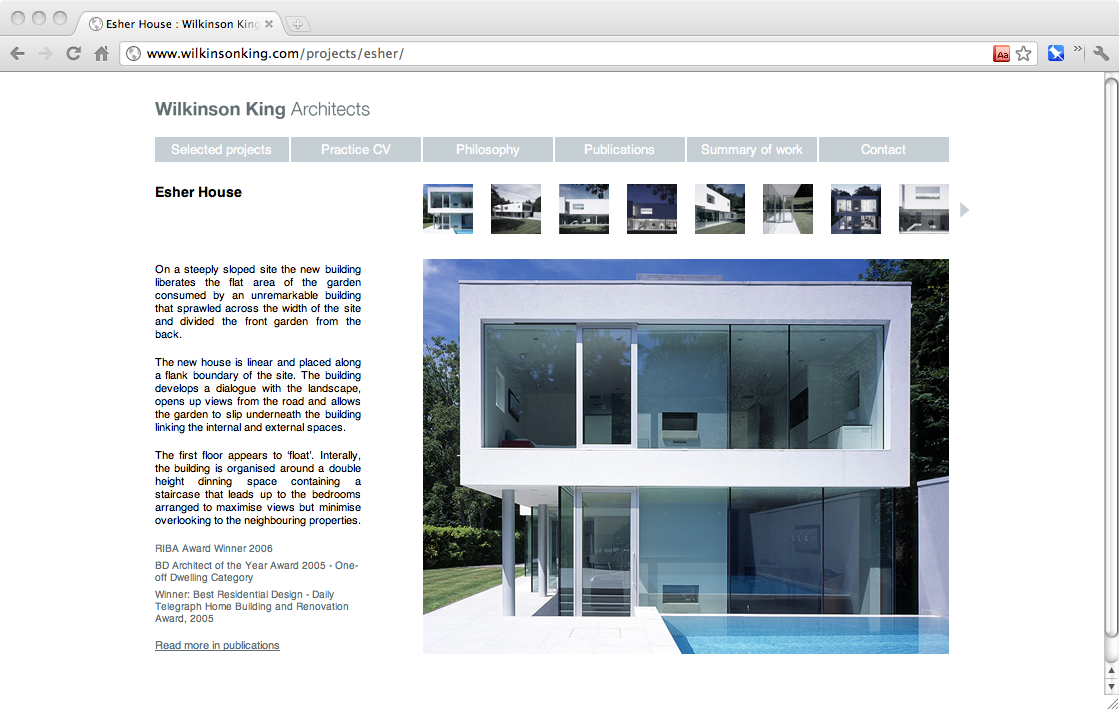 Esher House : Wilkinson King
www.wilkinsonking.com/projects/esher/
Aa
Wilkinson King Architects
Selected projects
Practice CV
Philosophy
Publications
Summary of work
Contact
Esher House
On a steeply sloped site the new building
liberates the flat area of the garden
consumed by an unremarkable building
that sprawled across the width of the site
and divided the front garden from the
back.
The new house is linear and placed along
a flank boundary of the site. The building
develops a dialogue with the landscape,
opens up views from the road and allows
the garden to slip underneath the building
linking the internal and external spaces.
The first floor appears to ‘float’. Interally,
the building is organised around a double
height dinning space containing a
staircase that leads up to the bedrooms
arranged to maximise views but minimise
overlooking to the neighbouring properties.
RIBA Award Winner 2006
BD Architect of the Year Award 2005 - One-
off Dwelling Category
Winner: Best Residential Design - Daily
Telegraph Home Building and Renovation
Award, 2005
Read more in publications